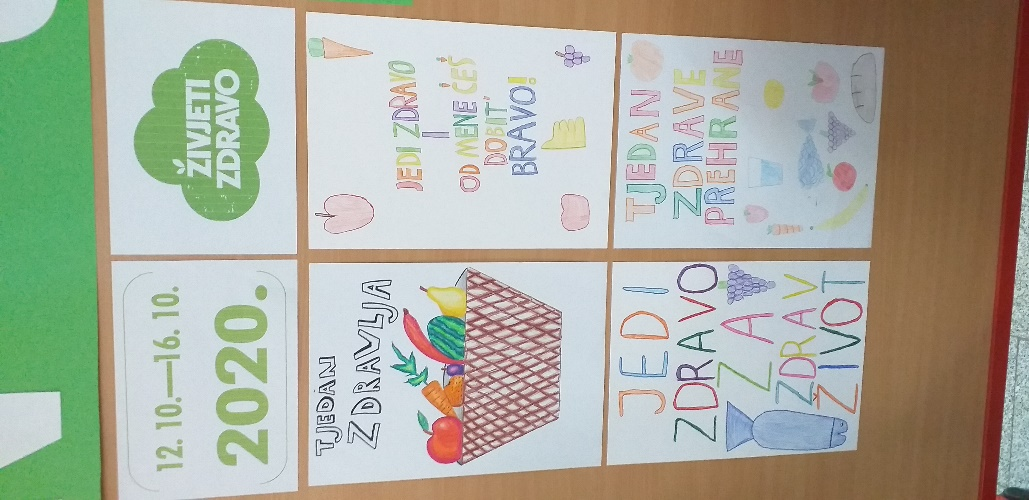 12. 10.—16. 10.
2020.
ŽIVJETI
ZDRAVO
TJEDAN
ZDRAVLJA
JEDI ZDRAVO
I
OD MENE ĆEŠ
DOBIT'
BRAVO!
JEDI
ZDRAVO
ZA
ZDRAV
ŽIVOT
TJEDAN
ZDRAVE
PREHRANE